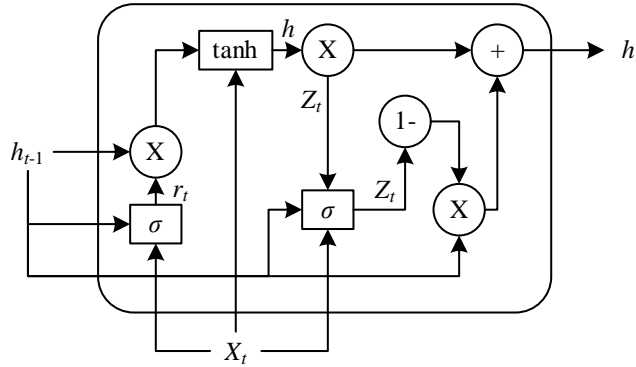 tanh
h
X
+
h
Z_t
1-
h_{t-1}
X
r_t
Z_t
σ
σ
X
X_t